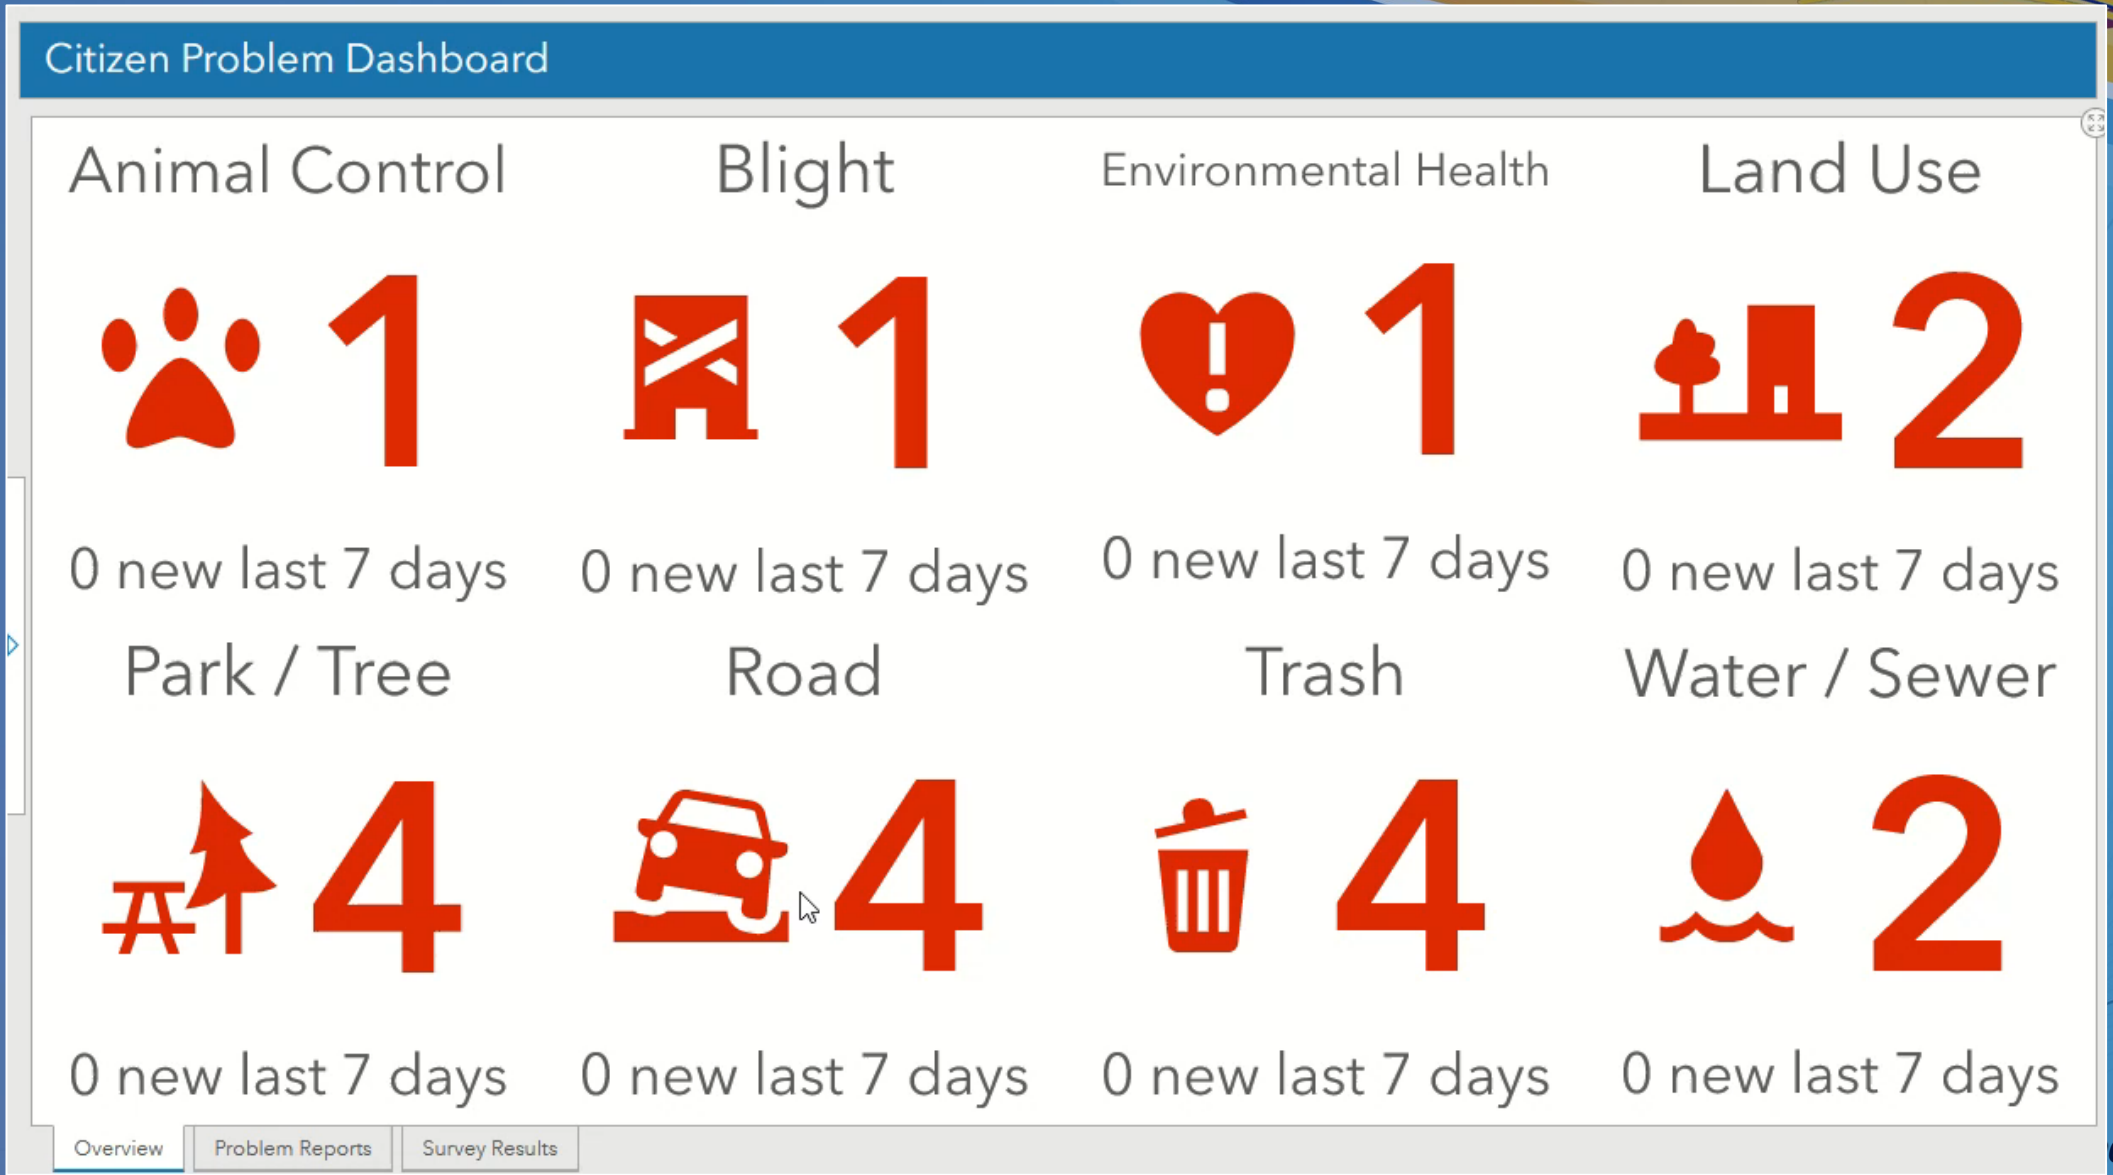 Citizen Problem Dashboard
Animal Control
Blight
Environmental Health
Land Use
1
1
1
2
0 new last 7 days
0 new last 7 days
0 new last 7 days
0 new last 7 days
Park / Tree
Road
Trash
Water / Sewer
4
4
4
2
0 new last 7 days
0 new last 7 days
0 new last 7 days
0 new last 7 days
Overview
Problem Reports
Survey Results